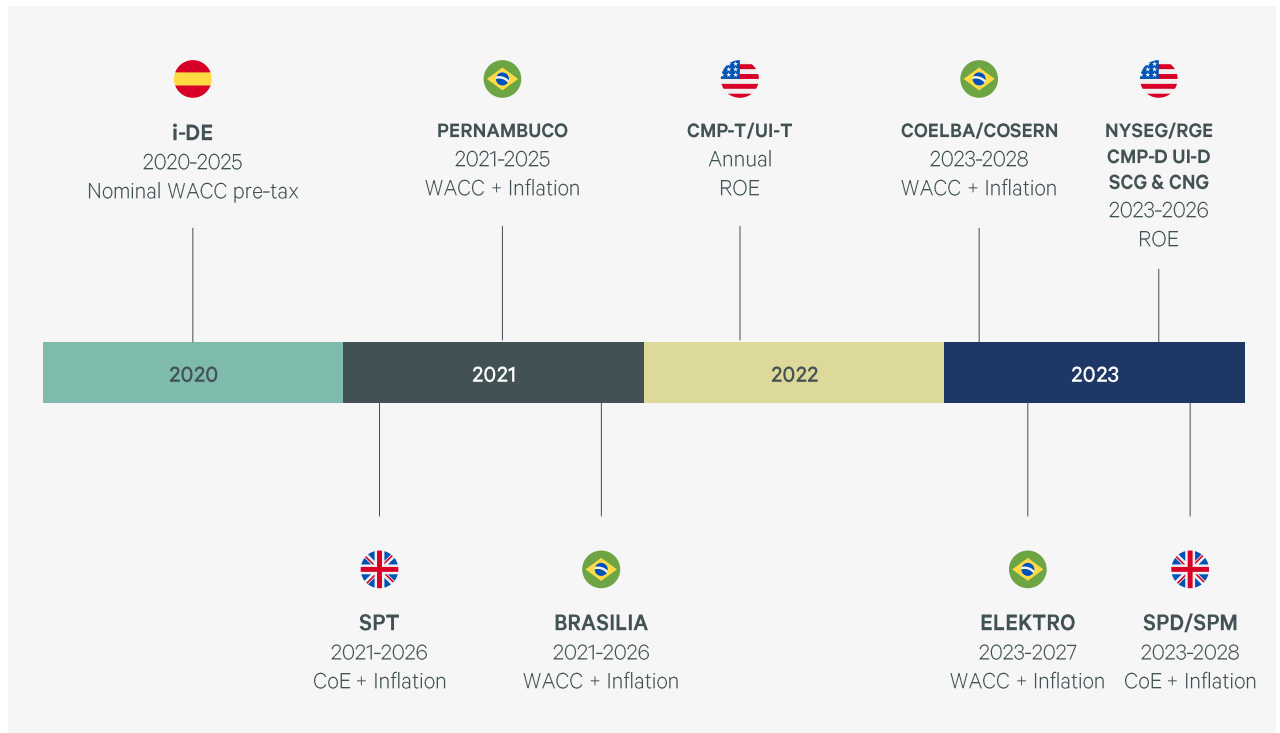 i-DE
2020-2025
Nominal WACC pre-tax
PERNAMBUCO
2021-2025
WACC + Inflation
CMP-T/UI-T
Annual
ROE
COELBA/COSERN
2023-2028
WACC + Inflation
NYSEG/RGE
CMP-D UI-D
SCG & CNG
2023-2026
ROE
2020
2021
2022
2023
SPT
2021-2026
CoE + Inflation
BRASILIA
2021-2026
WACC + Inflation
ELEKTRO
2023-2027
WACC + Inflation
SPD/SPM
2023-2028
CoE + Inflation